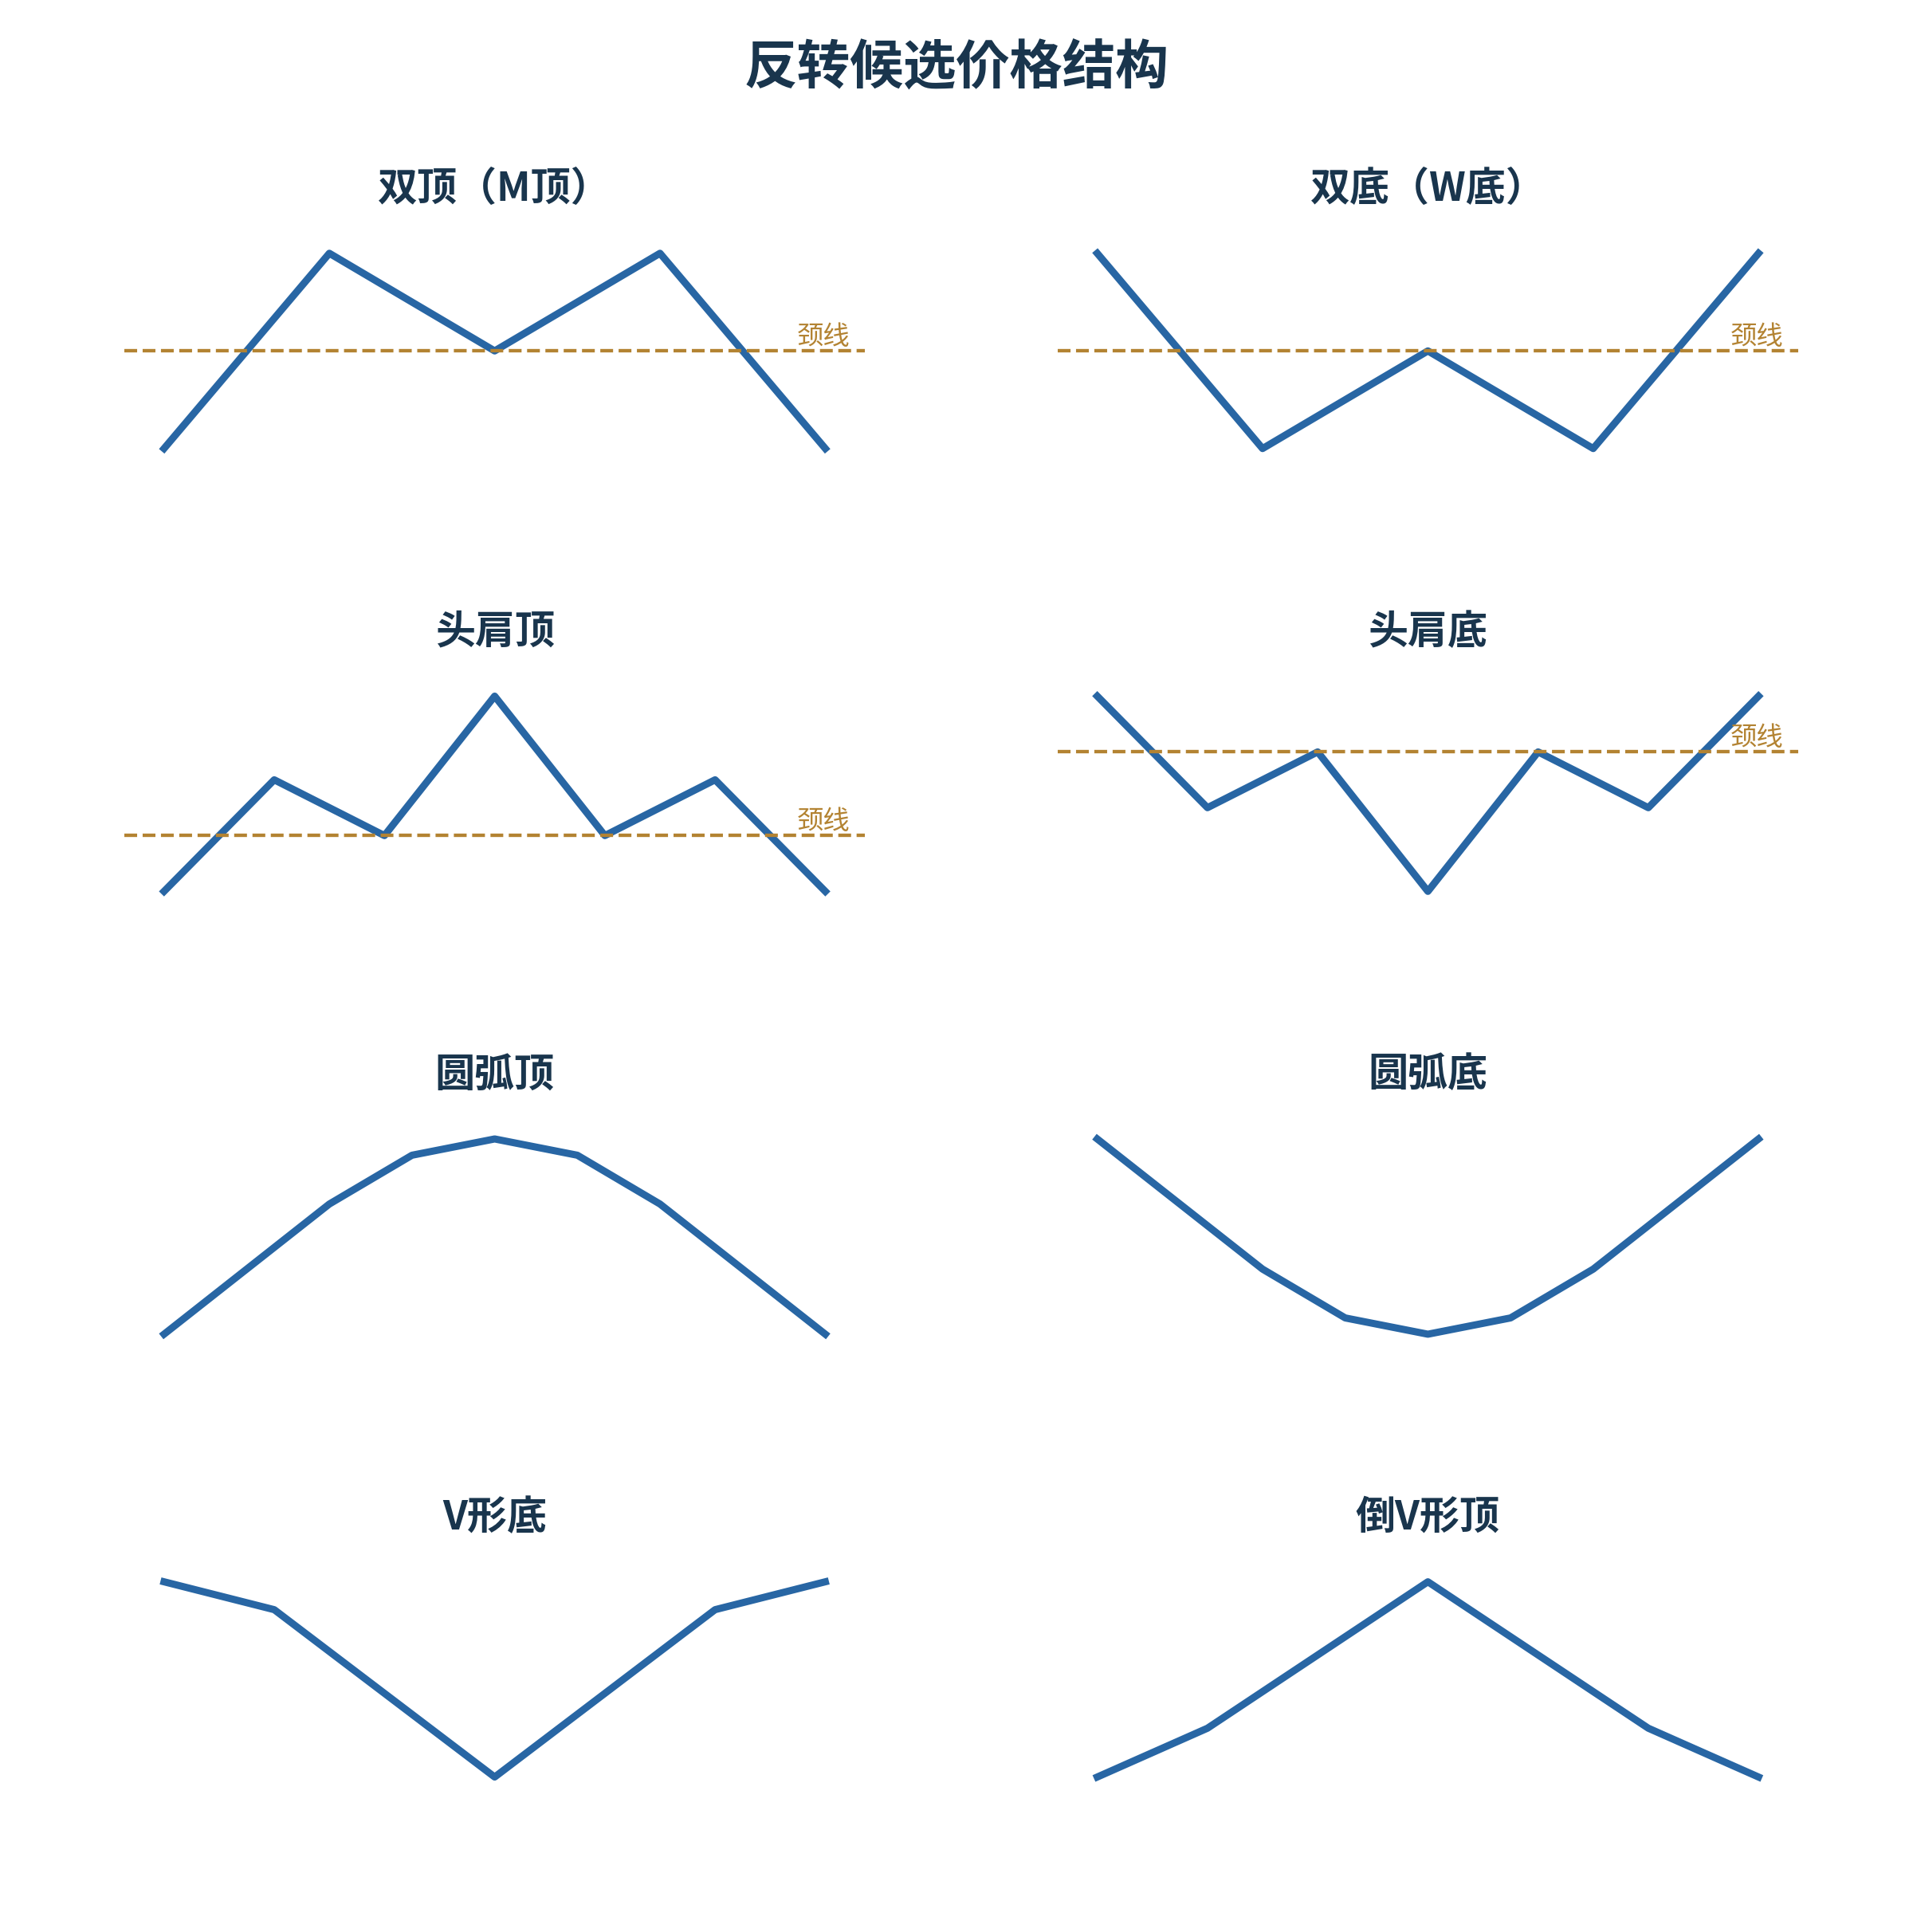 反转候选价格结构
双顶（M顶）
双底（W底）
颈线
颈线
头肩顶
头肩底
颈线
颈线
圆弧顶
圆弧底
V形底
倒V形顶